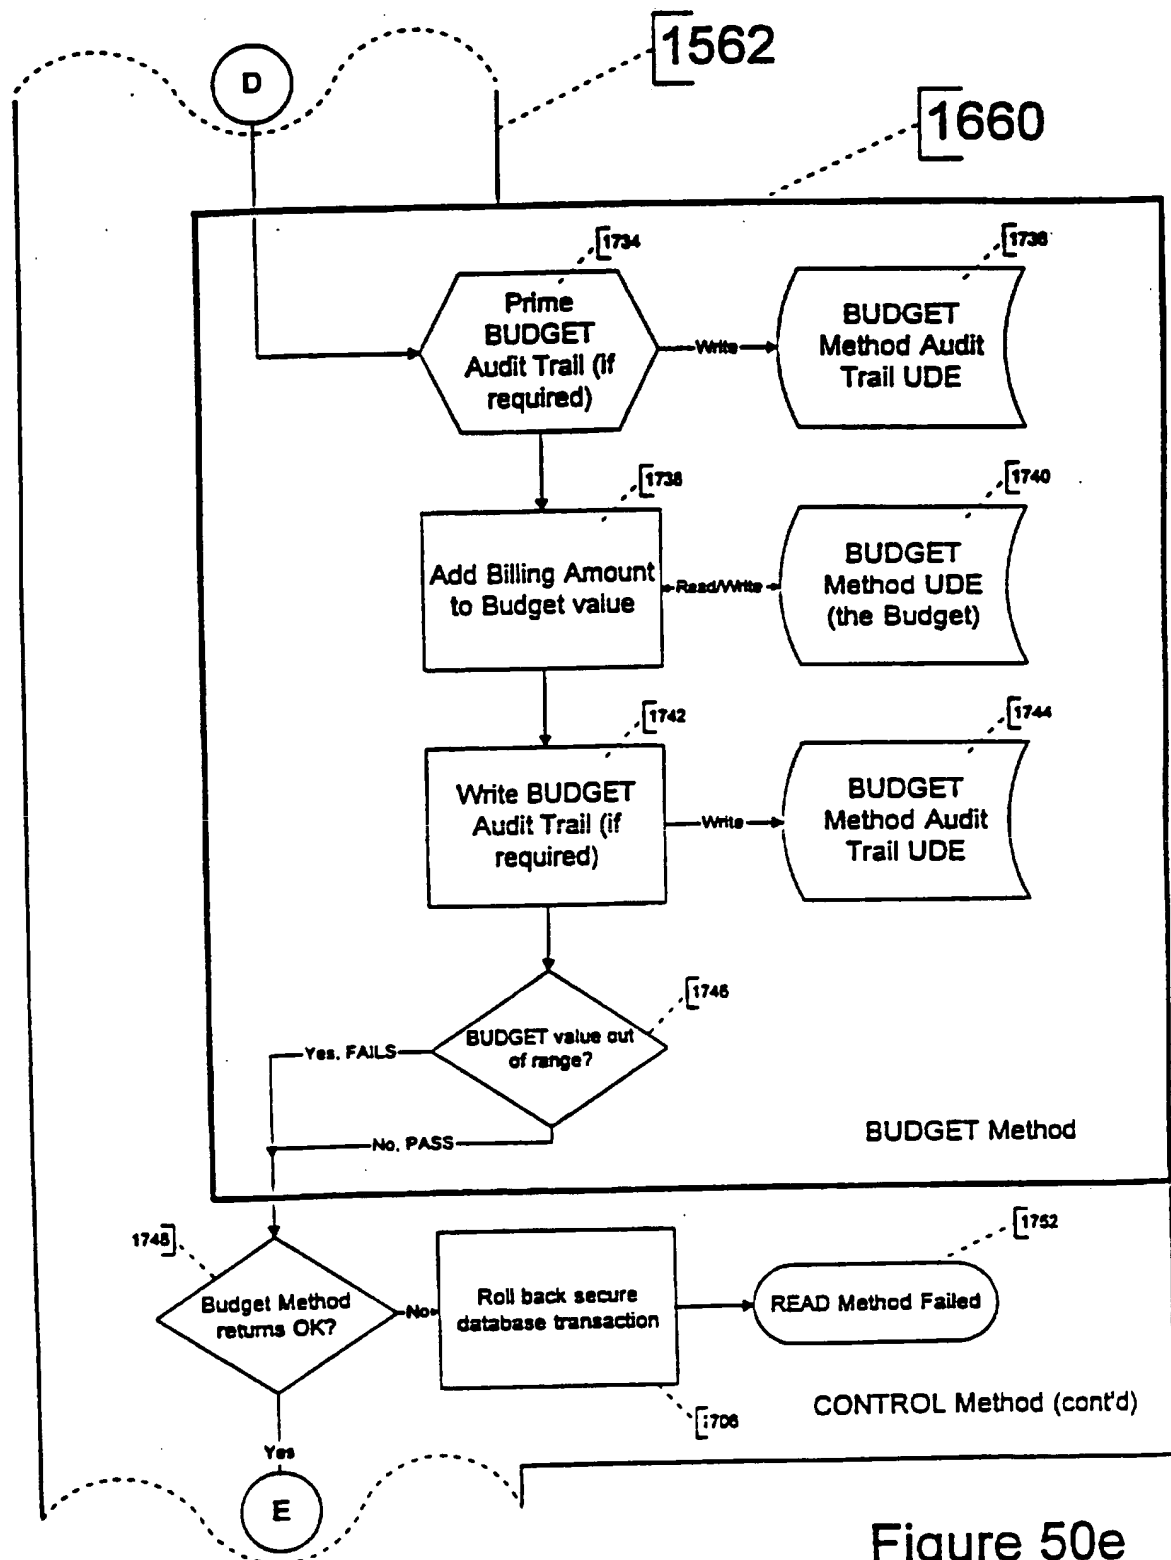 1562
D
1660
1734
Prime
BUDGET
Audit Trail (if
required)
Write
1736
BUDGET
Method Audit
Trail UDE
1738
Add Billing Amount
to Budget value
Read/Write
1740
BUDGET
Method UDE
(the Budget)
1742
Write BUDGET
Audit Trail (if
required)
Write
1744
BUDGET
Method Audit
Trail UDE
1746
BUDGET value out
of range?
Yes, FAILS
No, PASS
BUDGET Method
1748
Budget Method
returns OK?
No
Roll back secure
database transaction
1752
READ Method Failed
1706
CONTROL Method (cont'd)
Yes
E
Figure 50e